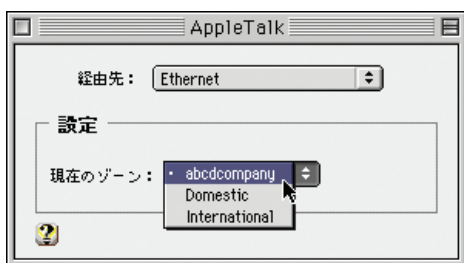 AppleTalk
経由先： Ethernet
設定
現在のゾーン： • abcdcompany
Domestic
International